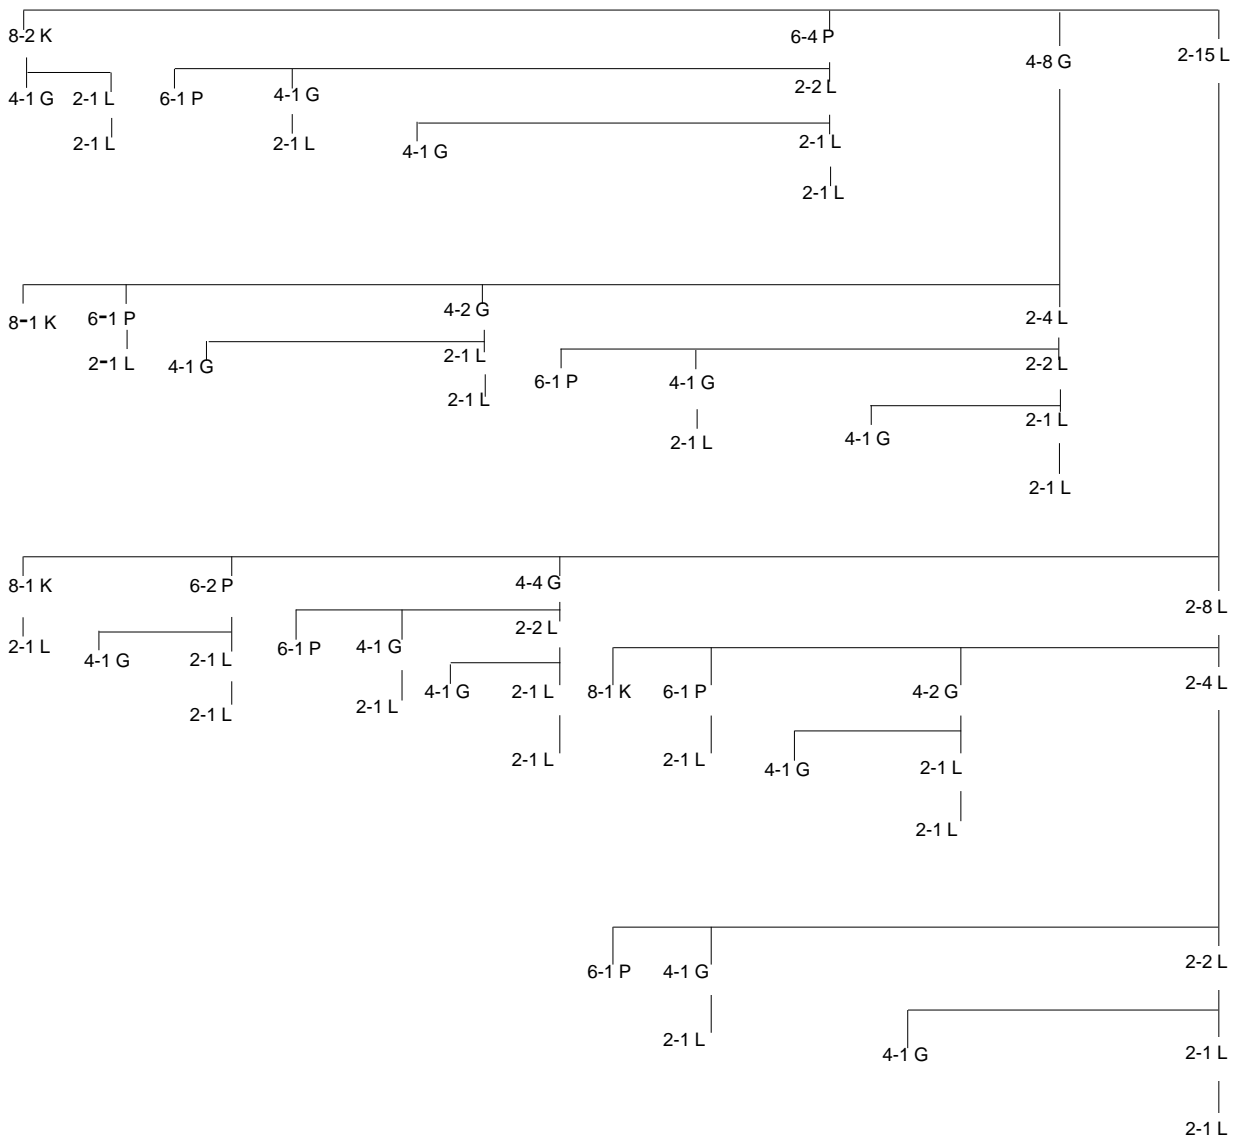 8-2 K 6-4 P 4-8 G 2-15 L
4-1 G 2-1 L 6-1 P 4-1 G 2-2 L
2-1 L 2-1 L 4-1 G 2-1 L
2-1 L
8-1 K 6-1 P 4-2 G 2-4 L
2-1 L 4-1 G 2-1 L 6-1 P 4-1 G 2-2 L
2-1 L 2-1 L 4-1 G 2-1 L
2-1 L
8-1 K 6-2 P 4-4 G 2-8 L
2-1 L 4-1 G 2-1 L 6-1 P 4-1 G 2-2 L
2-1 L 2-1 L 4-1 G 2-1 L 8-1 K 6-1 P 4-2 G 2-4 L
2-1 L 2-1 L 4-1 G 2-1 L
2-1 L
6-1 P 4-1 G 2-2 L
2-1 L 4-1 G 2-1 L
2-1 L